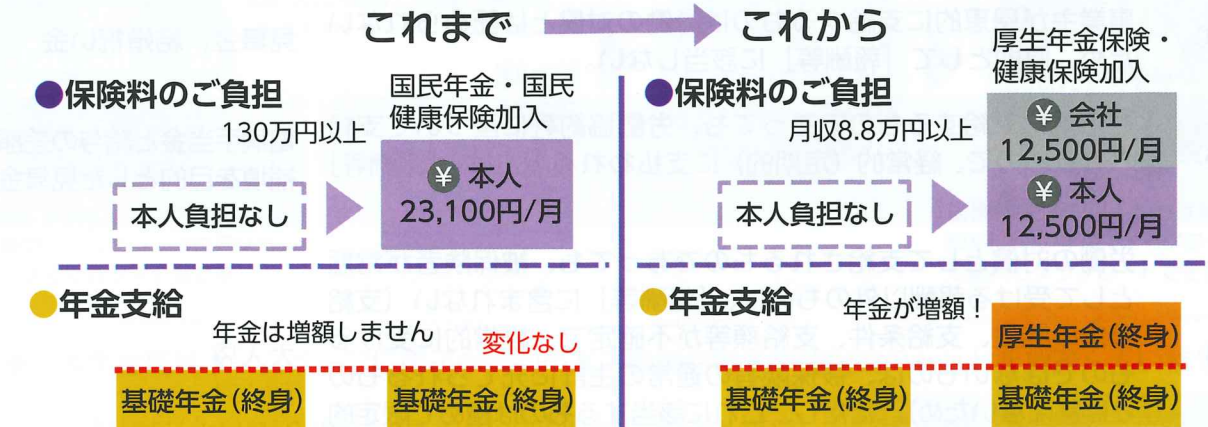 これまで
これから
●保険料のご負担
130万円以上
国民年金・国民
健康保険加入
本人負担なし
¥ 本人
23,100円/月
●保険料のご負担
月収8.8万円以上
厚生年金保険・
健康保険加入
¥ 会社
12,500円/月
本人負担なし
¥ 本人
12,500円/月
●年金支給
年金は増額しません
変化なし
基礎年金(終身)
基礎年金(終身)
●年金支給
年金が増額！
厚生年金(終身)
基礎年金(終身)
基礎年金(終身)